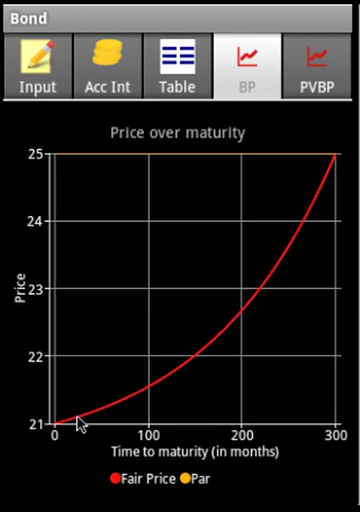 Bond
Input Acc Int Table BP PVBP
Price over maturity
25
24
23
22
21
Price
0 100 200 300
Time to maturity (in months)
Fair Price Par